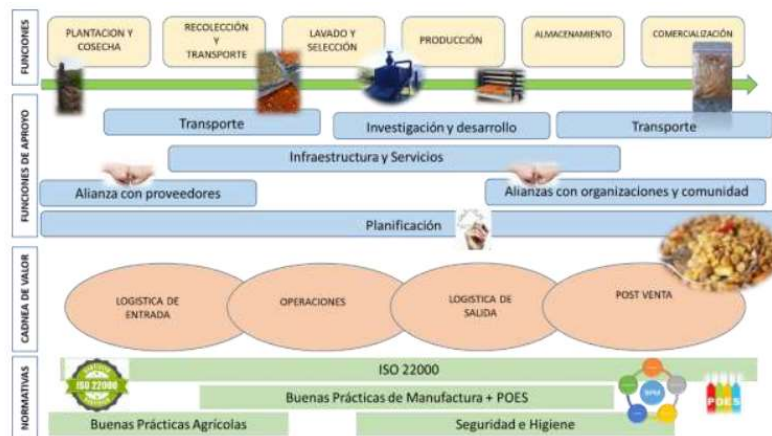 FUNCIONES
PLANTACION Y
COSECHA
RECOLECCIÓN
Y
TRANSPORTE
LAVADO Y
SELECCIÓN
PRODUCCIÓN
ALMACENAMIENTO
COMERCIALIZACIÓN
FUNCIONES DE APROYO
Transporte
Investigación y desarrollo
Transporte
Infraestructura y Servicios
Alianza con proveedores
Alianzas con organizaciones y comunidad
Planificación
CADNEA DE VALOR
LOGISTICA DE
ENTRADA
OPERACIONES
LOGISTICA DE
SALIDA
POST VENTA
NORMATIVAS
ISO 22000
ISO 22000
Buenas Prácticas de Manufactura + POES
BPM
POES
Buenas Prácticas Agrícolas
Seguridad e Higiene